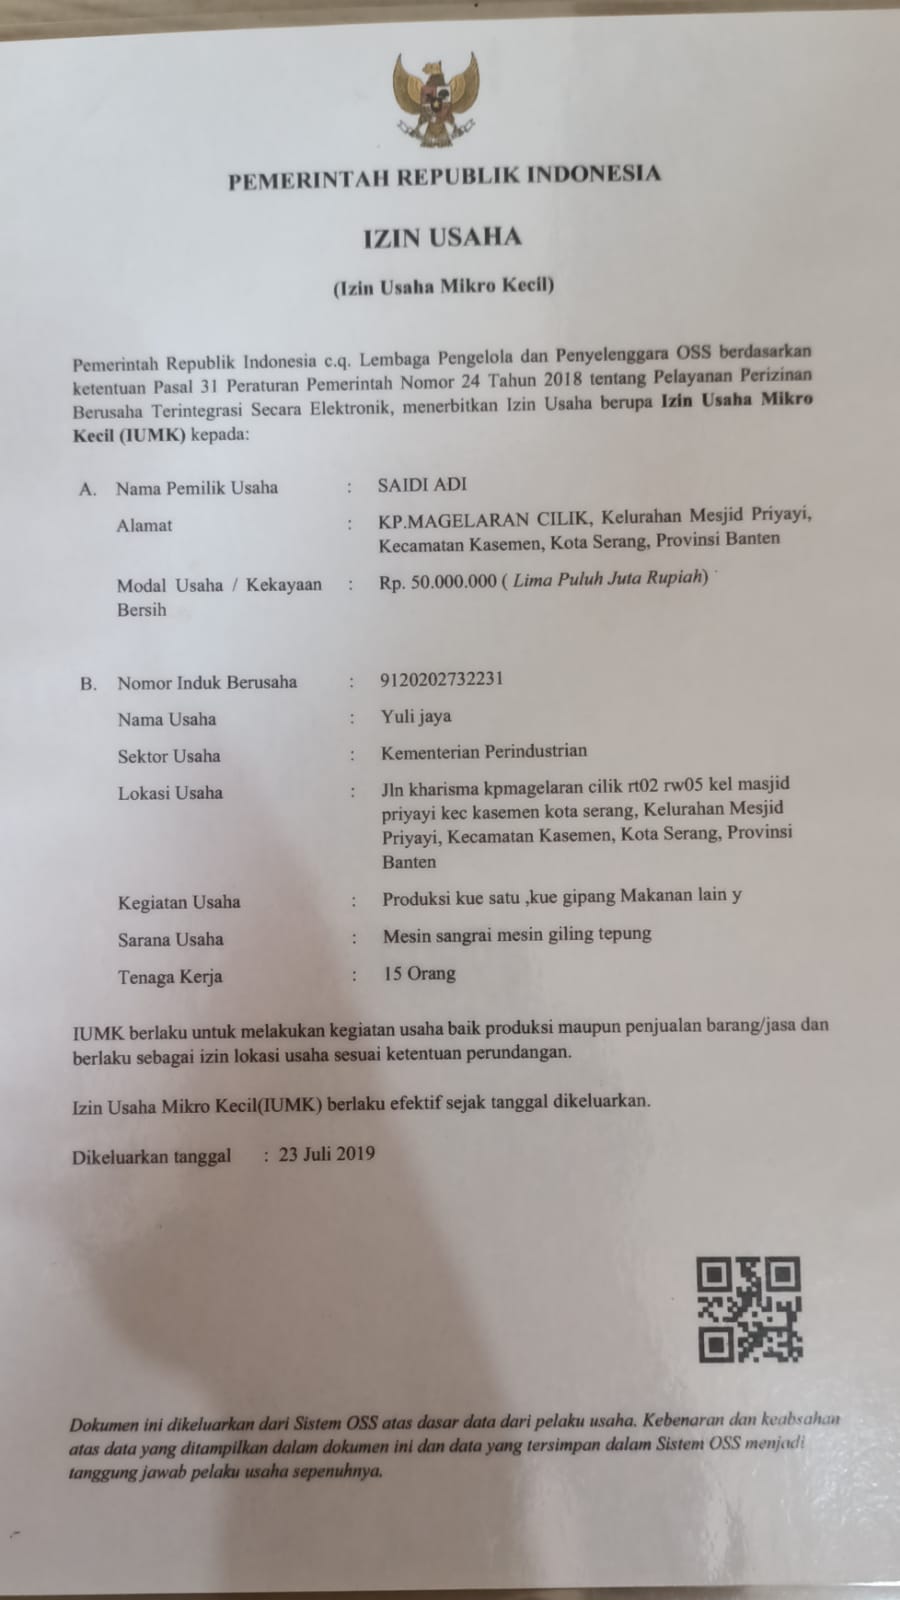 PEMERINTAH REPUBLIK INDONESIA
IZIN USAHA
(Izin Usaha Mikro Kecil)
Pemerintah Republik Indonesia c.q. Lembaga Pengelola dan Penyelenggara OSS berdasarkan
ketentuan Pasal 31 Peraturan Pemerintah Nomor 24 Tahun 2018 tentang Pelayanan Perizinan
Berusaha Terintegrasi Secara Elektronik, menerbitkan Izin Usaha berupa Izin Usaha Mikro
Kecil (IUMK) kepada:
A. Nama Pemilik Usaha : SAIDI ADI
Alamat : KP.MAGELARAN CILIK, Kelurahan Mesjid Priyayi,
Kecamatan Kasemen, Kota Serang, Provinsi Banten
Modal Usaha / Kekayaan : Rp. 50.000.000 ( Lima Puluh Juta Rupiah)
Bersih
B. Nomor Induk Berusaha : 9120202732231
Nama Usaha : Yuli jaya
Sektor Usaha : Kementerian Perindustrian
Lokasi Usaha : Jln kharisma kpmagelaran cilik rt02 rw05 kel masjid
priyayi kec kasemen kota serang, Kelurahan Mesjid
Priyayi, Kecamatan Kasemen, Kota Serang, Provinsi
Banten
Kegiatan Usaha : Produksi kue satu ,kue gipang Makanan lain y
Sarana Usaha : Mesin sangrai mesin giling tepung
Tenaga Kerja : 15 Orang
IUMK berlaku untuk melakukan kegiatan usaha baik produksi maupun penjualan barang/jasa dan
berlaku sebagai izin lokasi usaha sesuai ketentuan perundangan.
Izin Usaha Mikro Kecil(IUMK) berlaku efektif sejak tanggal dikeluarkan.
Dikeluarkan tanggal : 23 Juli 2019
Dokumen ini dikeluarkan dari Sistem OSS atas dasar data dari pelaku usaha. Kebenaran dan keabsahan
atas data yang ditampilkan dalam dokumen ini dan data yang tersimpan dalam Sistem OSS menjadi
tanggung jawab pelaku usaha sepenuhnya.